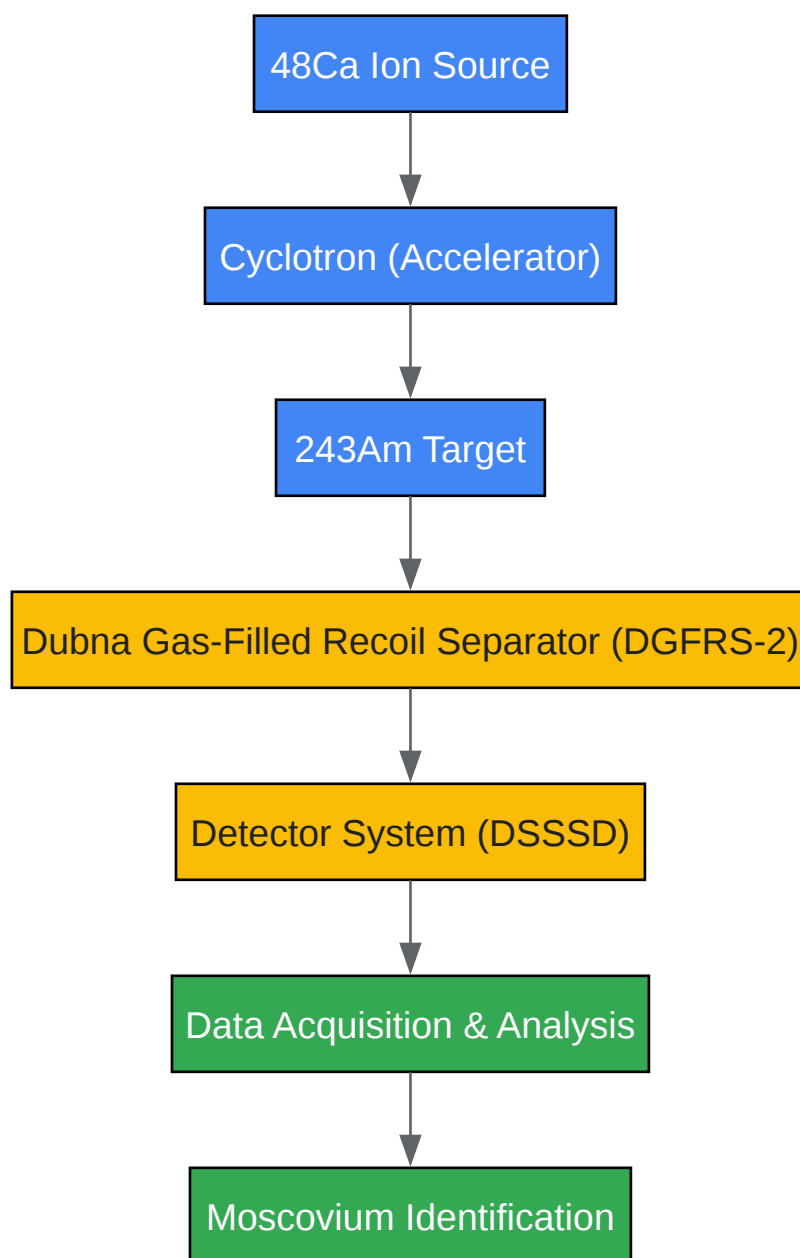 48Ca Ion Source
Cyclotron (Accelerator)
243Am Target
Dubna Gas-Filled Recoil Separator (DGFRS-2)
Detector System (DSSSD)
Data Acquisition & Analysis
Moscovium Identification